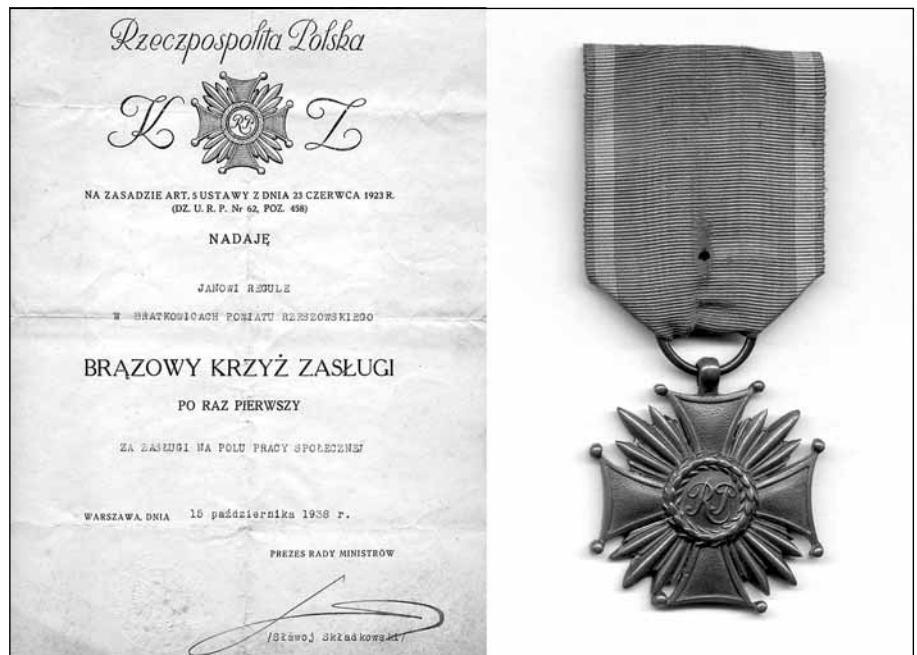 Rzeczpospolita Polska
K RP Z
NA ZASADZIE ART. 5 USTAWY Z DNIA 23 CZERWCA 1923 R.
(DZ. U. R. P. Nr 62, POZ. 458)
NADAJĘ
JANOWI REGULE
W BRATKOWICACH POWIATU RZESZOWSKIEGO
BRĄZOWY KRZYŻ ZASŁUGI
PO RAZ PIERWSZY
ZA ZASŁUGI NA POLU PRACY SPOŁECZNEJ
WARSZAWA, DNIA 15 października 1938 r.
PREZES RADY MINISTRÓW
/Sławoj Składkowski/
RP